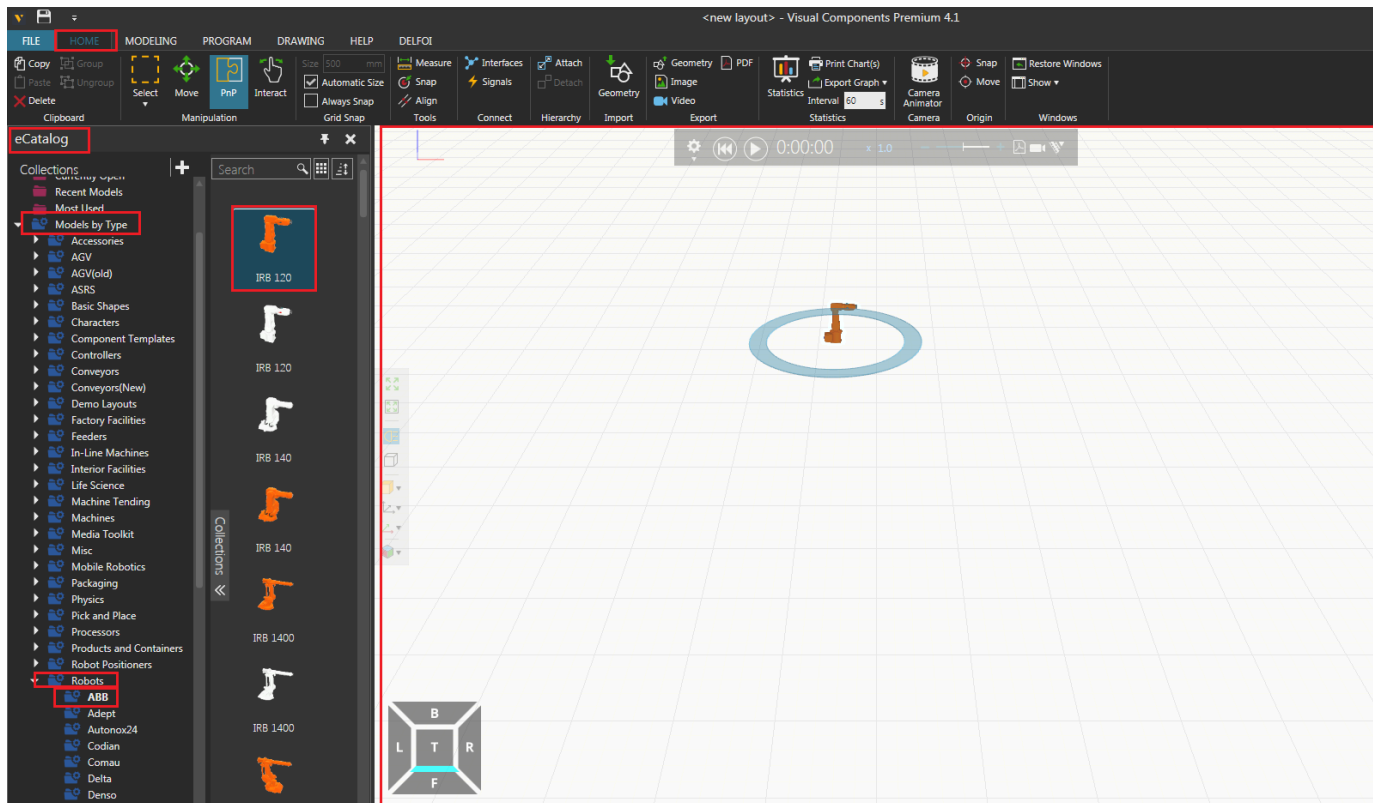 <new layout> - Visual Components Premium 4.1
FILE HOME MODELING PROGRAM DRAWING HELP DELFOI
Copy Group Size 500 mm Measure Interfaces Attach Geometry PDF Print Chart(s) Snap Restore Windows
Paste Ungroup Select Move PnP Interact Automatic Size Snap Signals Detach Geometry Image Statistics Export Graph Camera Animator Move Show
Delete Always Snap Align Video Interval 60 s
Clipboard Manipulation Grid Snap Tools Connect Hierarchy Import Export Statistics Camera Origin Windows
eCatalog
Collections
Search
0:00:00 x 1.0
Currently Open
Recent Models
Most Used
Models by Type
Accessories
AGV
AGV(old)
ASRS
Basic Shapes
Characters
Component Templates
Controllers
Conveyors
Conveyors(New)
Demo Layouts
Factory Facilities
Feeders
In-Line Machines
Interior Facilities
Life Science
Machine Tending
Machines
Media Toolkit
Misc
Mobile Robotics
Packaging
Physics
Pick and Place
Processors
Products and Containers
Robot Positioners
Robots
ABB
Adept
Autonox24
Codian
Comau
Delta
Denso
Collections
IRB 120
IRB 120
IRB 140
IRB 140
IRB 1400
IRB 1400
B
L T R
F